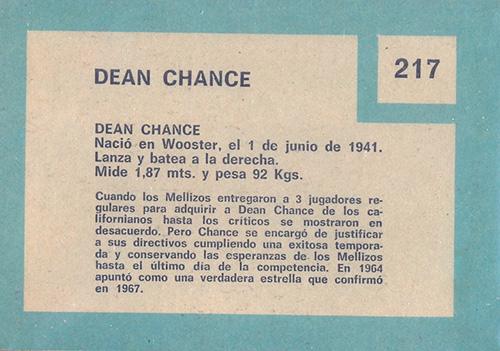 217
DEAN CHANCE
DEAN CHANCE
Nació en Wooster, el 1 de junio de 1941.
Lanza y batea a la derecha.
Mide 1,87 mts. y pesa 92 Kgs.
Cuando los Mellizos entregaron a 3 jugadores re-
gulares para adquirir a Dean Chance de los ca-
lifornianos hasta los críticos se mostraron en
desacuerdo. Pero Chance se encargó de justificar
a sus directivos cumpliendo una exitosa tempora-
da y conservando las esperanzas de los Mellizos
hasta el último día de la competencia. En 1964
apuntó como una verdadera estrella que confirmó
en 1967.